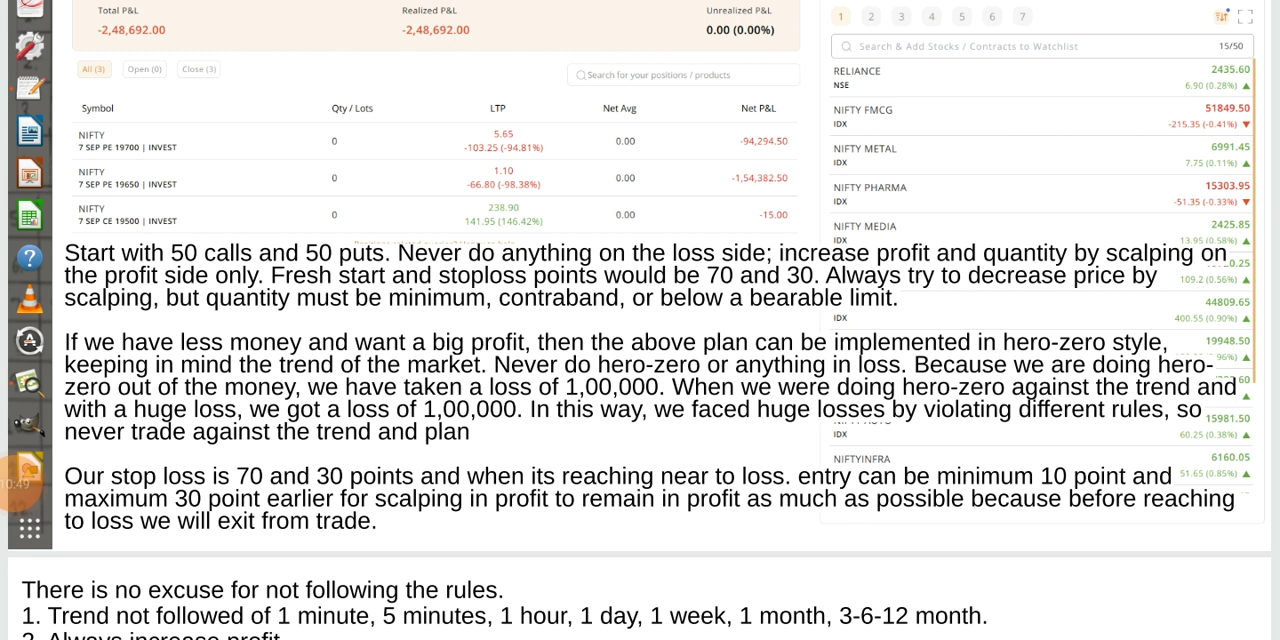 Total P&L Realized P&L Unrealized P&L
-2,48,692.00 -2,48,692.00 0.00 (0.00%)
All (3) Open (0) Close (3) Search for your positions / products
Symbol Qty / Lots LTP Net Avg Net P&L
NIFTY 5.65
7 SEP PE 19700 | INVEST 0 -103.25 (-94.81%) 0.00 -94,294.50
NIFTY 1.10
7 SEP PE 19650 | INVEST 0 -66.80 (-98.38%) 0.00 -1,54,382.50
NIFTY 238.90
7 SEP CE 19500 | INVEST 0 141.95 (146.42%) 0.00 -15.00
1 2 3 4 5 6 7
Search & Add Stocks / Contracts to Watchlist 15/50
RELIANCE 2435.60
NSE 6.90 (0.28%)
NIFTY FMCG 51849.50
IDX -215.35 (-0.41%)
NIFTY METAL 6991.45
IDX 7.75 (0.11%)
NIFTY PHARMA 15303.95
IDX -51.35 (-0.33%)
NIFTY MEDIA 2425.85
IDX 13.95 (0.58%)
109.2 (0.56%)
44809.65
IDX 400.55 (0.90%)
19948.50
15981.50
IDX 60.25 (0.38%)
NIFTYINFRA 6160.05
51.65 (0.85%)
Start with 50 calls and 50 puts. Never do anything on the loss side; increase profit and quantity by scalping on
the profit side only. Fresh start and stoploss points would be 70 and 30. Always try to decrease price by
scalping, but quantity must be minimum, contraband, or below a bearable limit.
If we have less money and want a big profit, then the above plan can be implemented in hero-zero style,
keeping in mind the trend of the market. Never do hero-zero or anything in loss. Because we are doing hero-
zero out of the money, we have taken a loss of 1,00,000. When we were doing hero-zero against the trend and
with a huge loss, we got a loss of 1,00,000. In this way, we faced huge losses by violating different rules, so
never trade against the trend and plan
Our stop loss is 70 and 30 points and when its reaching near to loss. entry can be minimum 10 point and
maximum 30 point earlier for scalping in profit to remain in profit as much as possible because before reaching
to loss we will exit from trade.
10:49
There is no excuse for not following the rules.
1. Trend not followed of 1 minute, 5 minutes, 1 hour, 1 day, 1 week, 1 month, 3-6-12 month.
2. Always increase profit